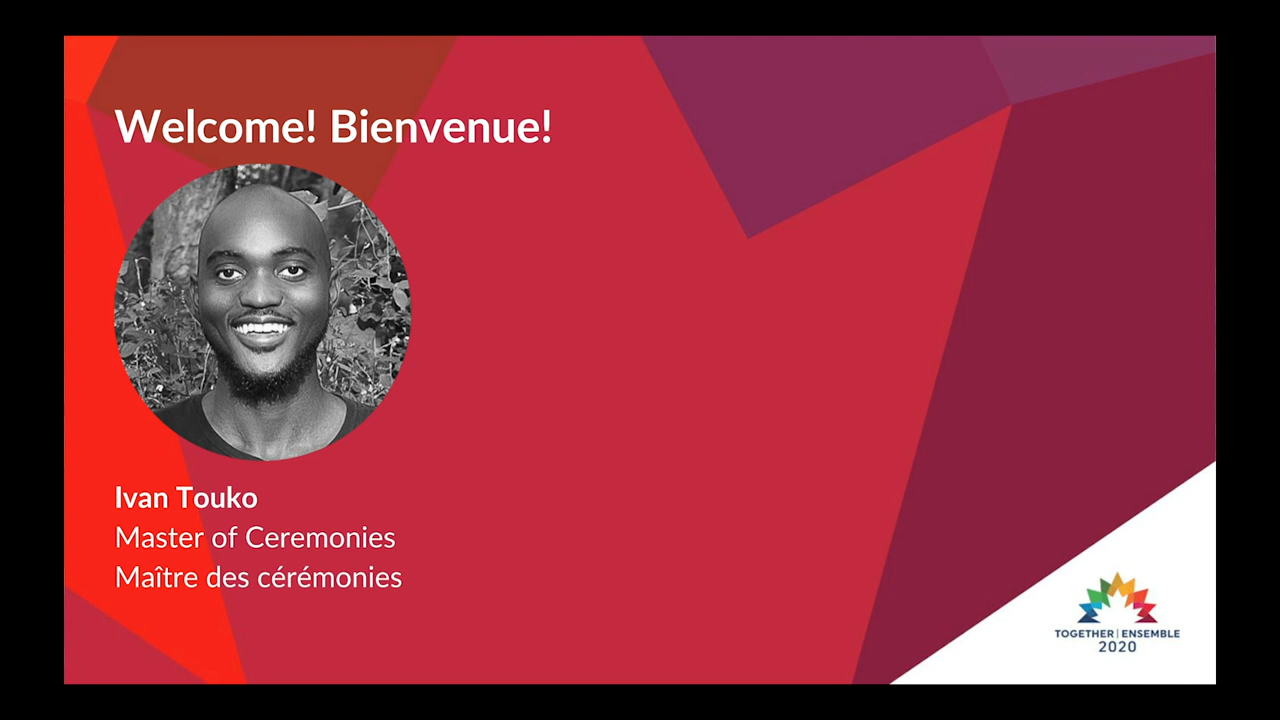 Welcome! Bienvenue!
Ivan Touko
Master of Ceremonies
Maître des cérémonies
TOGETHER | ENSEMBLE
2020